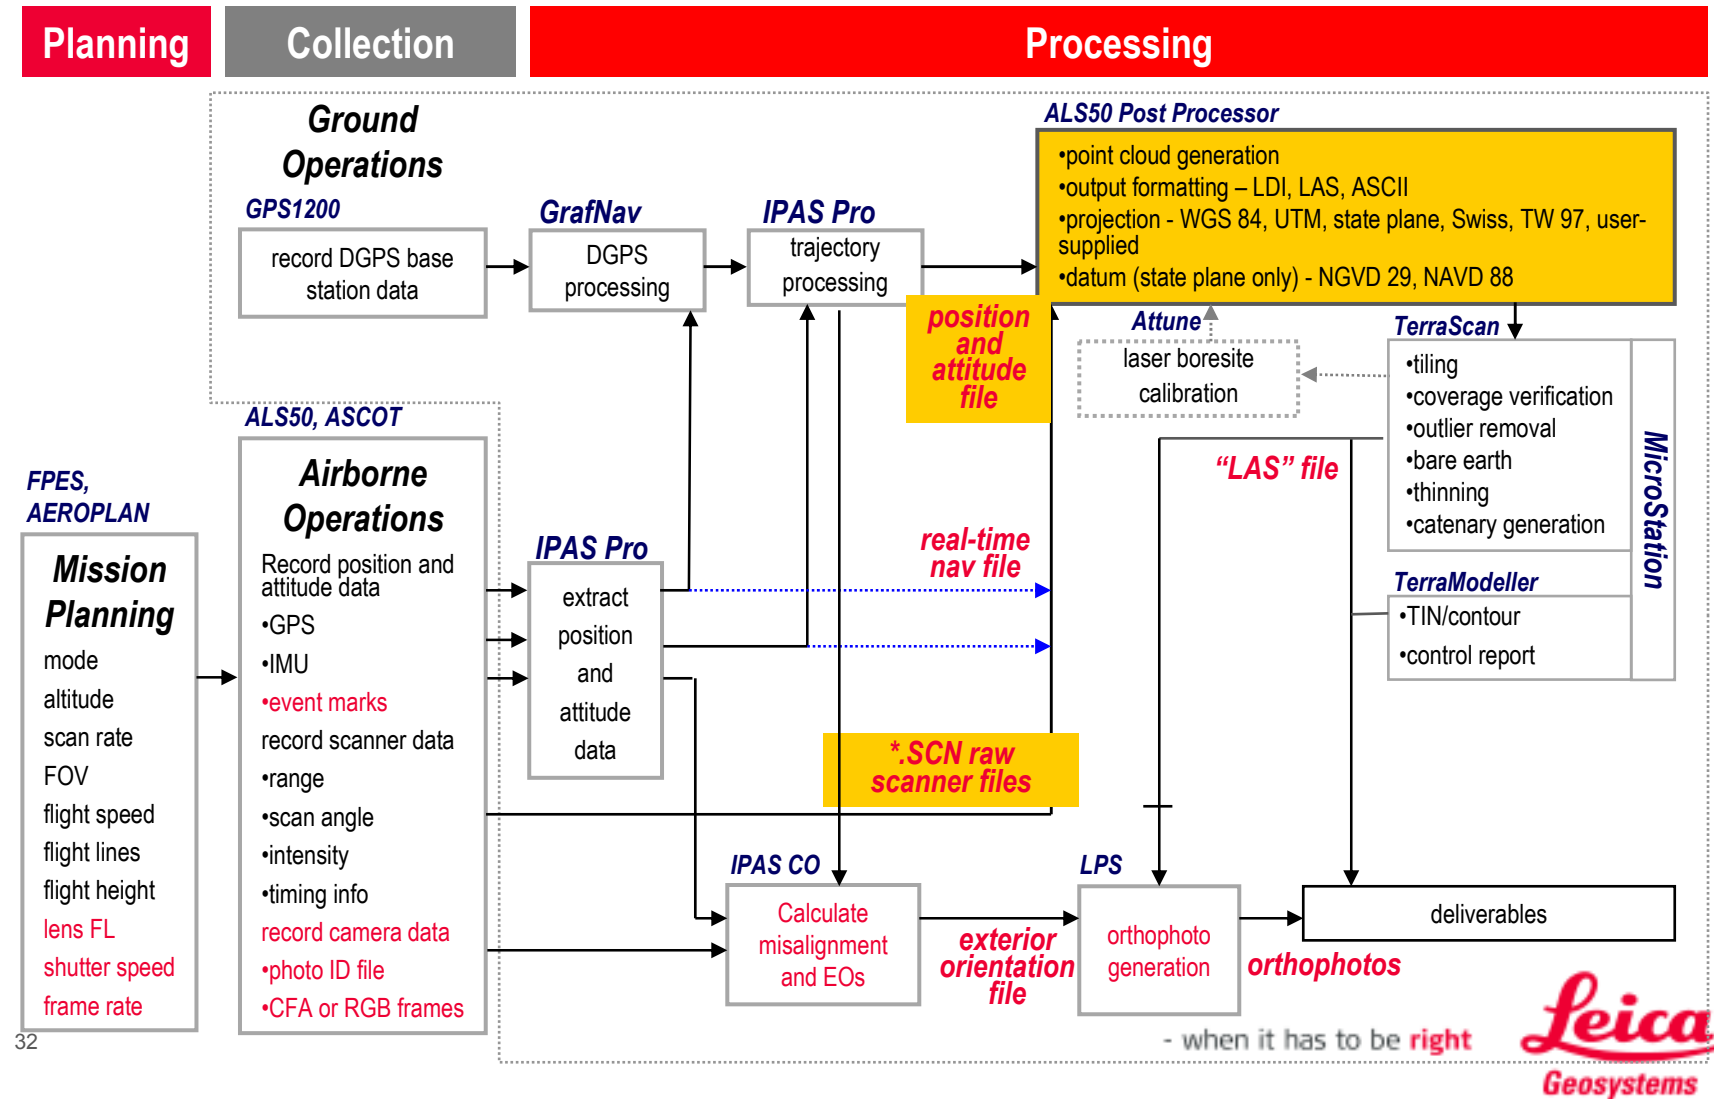 Planning
Collection
Processing
Ground
Operations
GPS1200
record DGPS base
station data
GrafNav
DGPS
processing
IPAS Pro
trajectory
processing
ALS50 Post Processor
•point cloud generation
•output formatting – LDI, LAS, ASCII
•projection - WGS 84, UTM, state plane, Swiss, TW 97, user-
supplied
•datum (state plane only) - NGVD 29, NAVD 88
position
and
attitude
file
Attune
laser boresite
calibration
TerraScan
•tiling
•coverage verification
•outlier removal
•bare earth
•thinning
•catenary generation
MicroStation
TerraModeller
•TIN/contour
•control report
"LAS" file
real-time
nav file
FPES,
AEROPLAN
Mission
Planning
mode
altitude
scan rate
FOV
flight speed
flight lines
flight height
lens FL
shutter speed
frame rate
ALS50, ASCOT
Airborne
Operations
Record position and
attitude data
•GPS
•IMU
•event marks
record scanner data
•range
•scan angle
•intensity
•timing info
record camera data
•photo ID file
•CFA or RGB frames
IPAS Pro
extract
position
and
attitude
data
*.SCN raw
scanner files
IPAS CO
Calculate
misalignment
and EOs
exterior
orientation
file
LPS
orthophoto
generation
orthophotos
deliverables
32
- when it has to be right
Leica
Geosystems